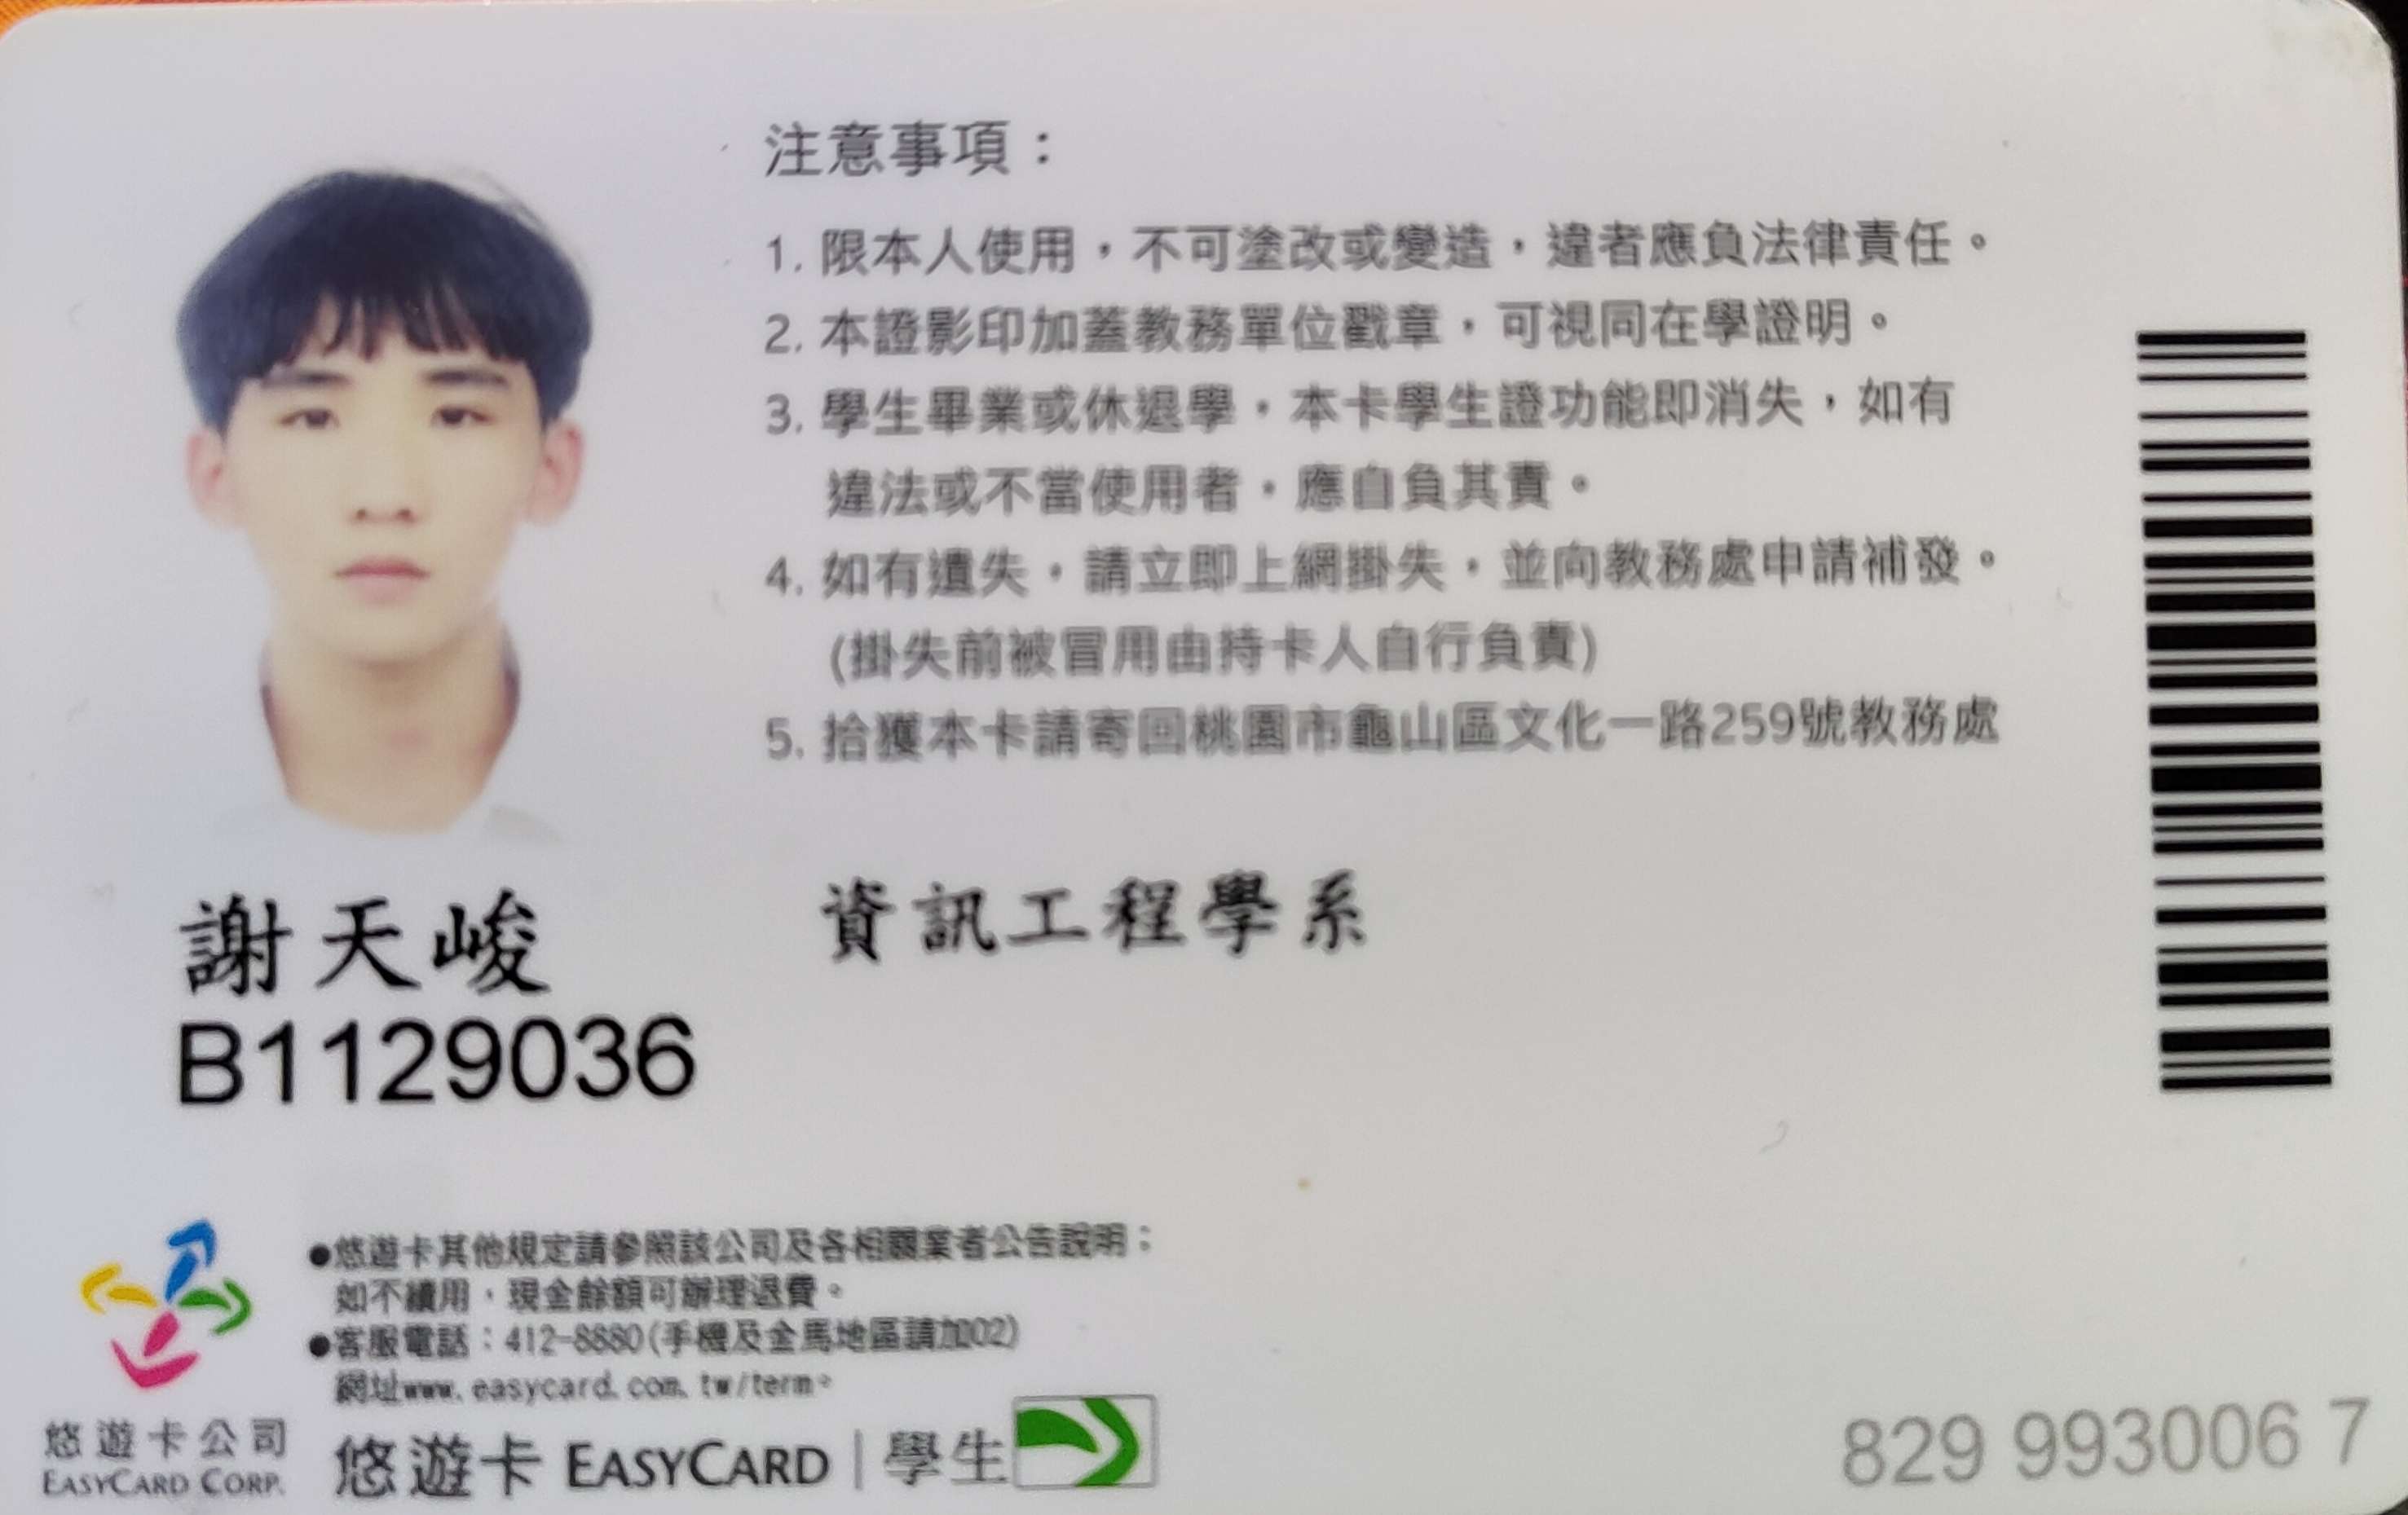 注意事項：
1. 限本人使用，不可塗改或變造，違者應負法律責任。
2. 本證影印加蓋教務單位戳章，可視同在學證明。
3. 學生畢業或休退學，本卡學生證功能即消失，如有
違法或不當使用者，應自負其責。
4. 如有遺失，請立即上網掛失，並向教務處申請補發。
(掛失前被冒用由持卡人自行負責)
5. 拾獲本卡請寄回桃園市龜山區文化一路259號教務處
謝天峻
資訊工程學系
B1129036
●悠遊卡其他規定請參照該公司及各相關業者公告說明；
如不續用，現金餘額可辦理退費。
●客服電話：412-8880(手機及金馬地區請加02)
網址www.easycard.com.tw/term。
悠遊卡公司
EASYCARD CORP.
悠遊卡 EASYCARD | 學生
829 993006 7